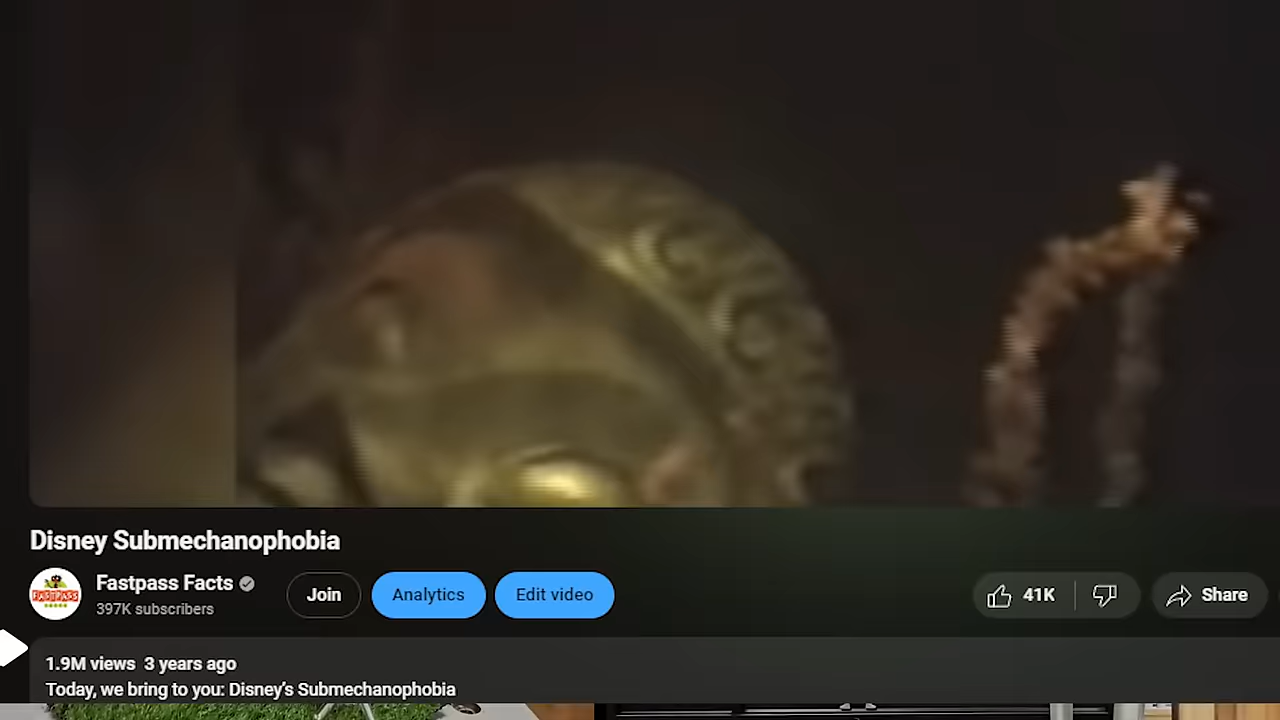 Disney Submechanophobia
FASTPASS
Fastpass Facts
397K subscribers
Join
Analytics
Edit video
41K
Share
1.9M views 3 years ago
Today, we bring to you: Disney’s Submechanophobia